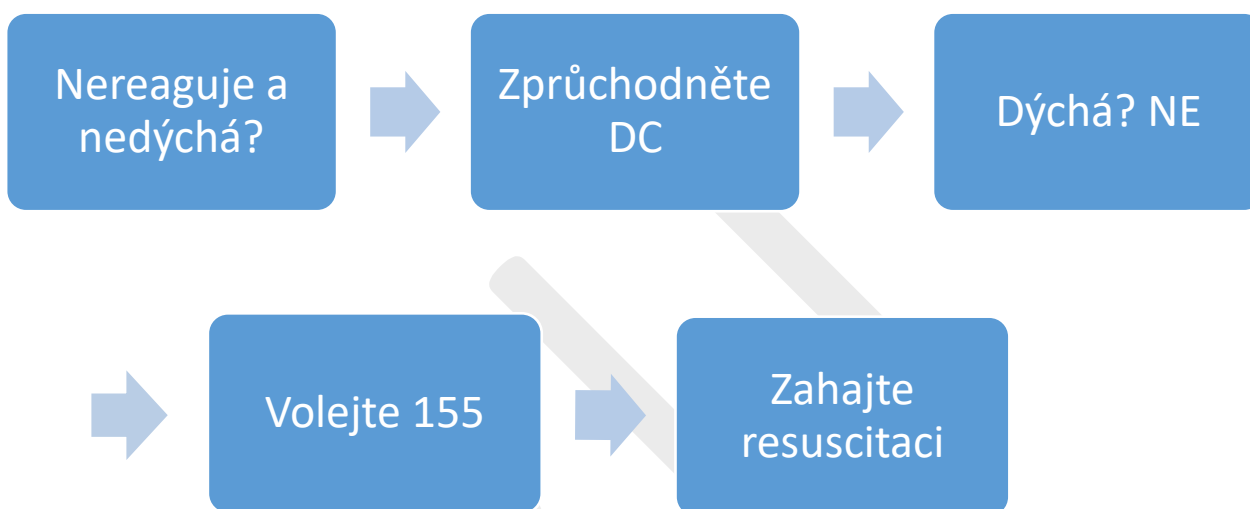 Nereaguje a
nedýchá?
Zprůchodněte
DC
Dýchá? NE
Volejte 155
Zahajte
resuscitaci